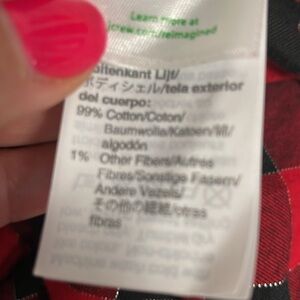 Learn more at
jcrew.com/reimagined
Buitenkant Lijf/
ボディシェル/tela exterior
del cuerpo:
99% Cotton/Coton/
Baumwolle/Katoen/綿/
algodón
1% Other Fibers/Autres
Fibres/Sonstige Fasern/
Andere Vezels/
その他の繊維/otras
fibras